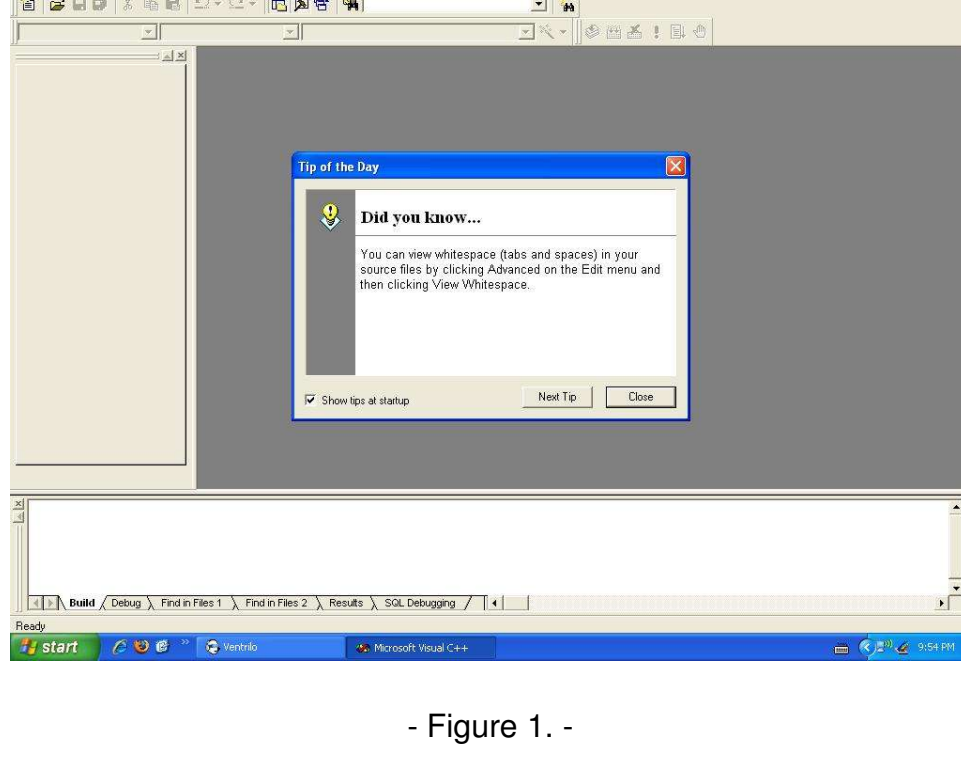 Tip of the Day
Did you know...
You can view whitespace (tabs and spaces) in your
source files by clicking Advanced on the Edit menu and
then clicking View Whitespace.
Show tips at startup
Next Tip
Close
Build
Debug
Find in Files 1
Find in Files 2
Results
SQL Debugging
Ready
start
Ventrilo
Microsoft Visual C++
9:54 PM
- Figure 1. -